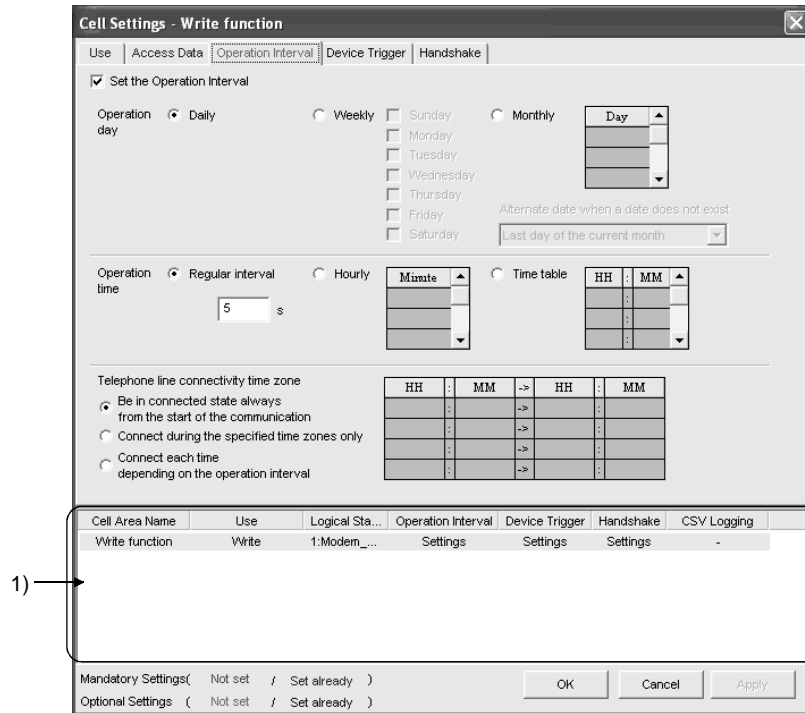 Cell Settings - Write function
Use Access Data Operation Interval Device Trigger Handshake
Set the Operation Interval
Operation day Daily Weekly Sunday Monthly Day
Monday
Tuesday
Wednesday
Thursday
Friday Alternate date when a date does not exist
Saturday Last day of the current month
Operation time Regular interval Hourly Minute Time table HH : MM
5 s :
:
:
Telephone line connectivity time zone HH : MM -> HH : MM
Be in connected state always : -> :
from the start of the communication
Connect during the specified time zones only : -> :
Connect each time : -> :
depending on the operation interval : -> :
Cell Area Name Use Logical Sta... Operation Interval Device Trigger Handshake CSV Logging
Write function Write 1:Modem_... Settings Settings Settings -
1)
Mandatory Settings( Not set / Set already ) OK Cancel Apply
Optional Settings ( Not set / Set already )